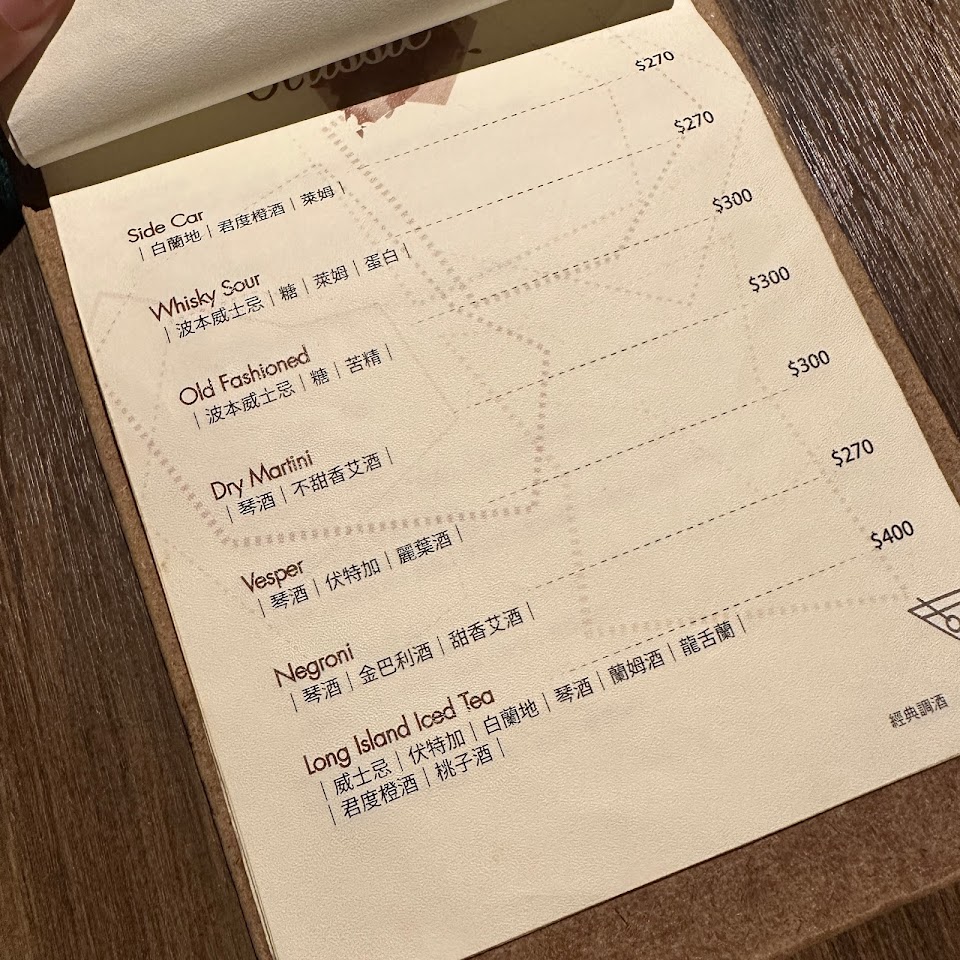 Classic
Side Car $270
| 白蘭地 | 君度橙酒 | 萊姆 |
Whisky Sour $270
| 波本威士忌 | 糖 | 萊姆 | 蛋白 |
Old Fashioned $300
| 波本威士忌 | 糖 | 苦精 |
Dry Martini $300
| 琴酒 | 不甜香艾酒 |
Vesper $300
| 琴酒 | 伏特加 | 麗葉酒 |
Negroni $270
| 琴酒 | 金巴利酒 | 甜香艾酒 |
Long Island Iced Tea $400
| 威士忌 | 伏特加 | 白蘭地 | 琴酒 | 蘭姆酒 | 龍舌蘭 |
| 君度橙酒 | 桃子酒 |
經典調酒